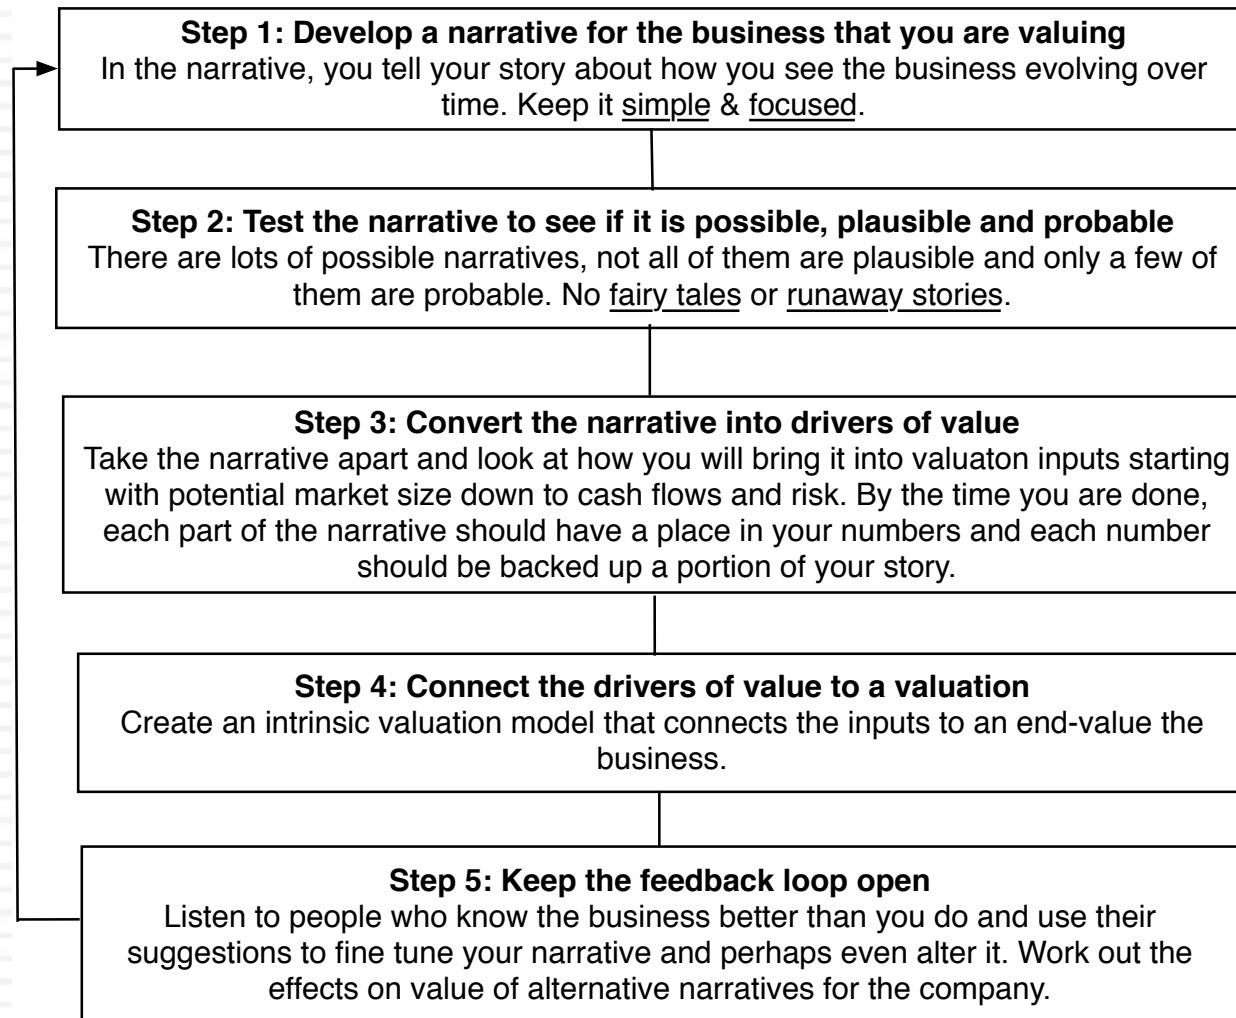 Step 1: Develop a narrative for the business that you are valuing
In the narrative, you tell your story about how you see the business evolving over
time. Keep it simple & focused.
Step 2: Test the narrative to see if it is possible, plausible and probable
There are lots of possible narratives, not all of them are plausible and only a few of
them are probable. No fairy tales or runaway stories.
Step 3: Convert the narrative into drivers of value
Take the narrative apart and look at how you will bring it into valuaton inputs starting
with potential market size down to cash flows and risk. By the time you are done,
each part of the narrative should have a place in your numbers and each number
should be backed up a portion of your story.
Step 4: Connect the drivers of value to a valuation
Create an intrinsic valuation model that connects the inputs to an end-value the
business.
Step 5: Keep the feedback loop open
Listen to people who know the business better than you do and use their
suggestions to fine tune your narrative and perhaps even alter it. Work out the
effects on value of alternative narratives for the company.